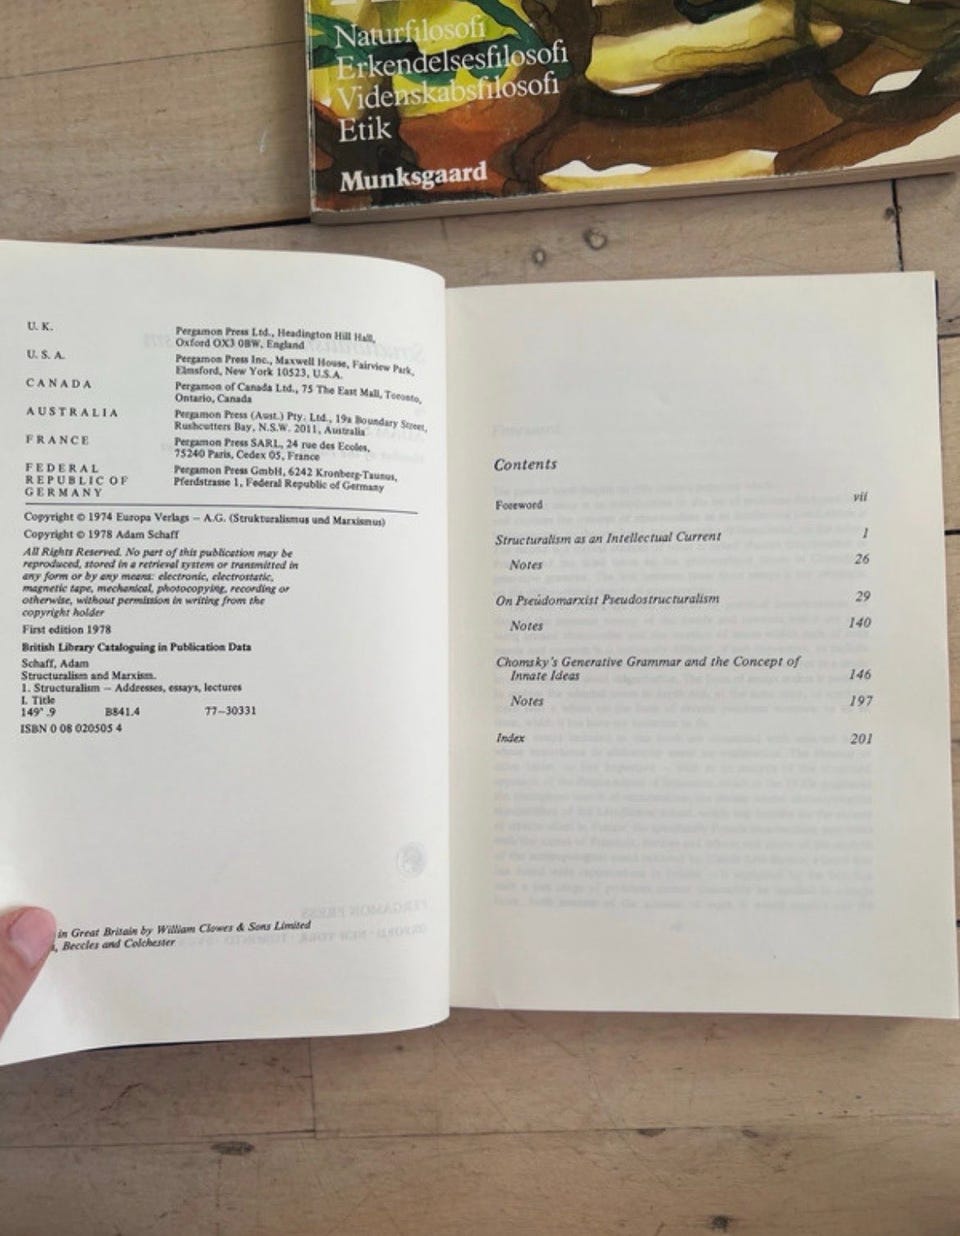 Naturfilosofi
Erkendelsesfilosofi
Videnskabsfilosofi
Etik
Munksgaard
U. K.
Pergamon Press Ltd., Headington Hill Hall,
Oxford OX3 0BW, England
U. S. A.
Pergamon Press Inc., Maxwell House, Fairview Park,
Elmsford, New York 10523, U.S.A.
CANADA
Pergamon of Canada Ltd., 75 The East Mall, Toronto,
Ontario, Canada
AUSTRALIA
Pergamon Press (Aust.) Pty. Ltd., 19a Boundary Street,
Rushcutters Bay, N.S.W. 2011, Australia
FRANCE
Pergamon Press SARL, 24 rue des Ecoles,
75240 Paris, Cedex 05, France
FEDERAL
REPUBLIC OF
GERMANY
Pergamon Press GmbH, 6242 Kronberg-Taunus,
Pferdstrasse 1, Federal Republic of Germany
Copyright © 1974 Europa Verlags – A.G. (Strukturalismus und Marxismus)
Copyright © 1978 Adam Schaff
All Rights Reserved. No part of this publication may be
reproduced, stored in a retrieval system or transmitted in
any form or by any means: electronic, electrostatic,
magnetic tape, mechanical, photocopying, recording or
otherwise, without permission in writing from the
copyright holder
First edition 1978
British Library Cataloguing in Publication Data
Schaff, Adam
Structuralism and Marxism.
1. Structuralism – Addresses, essays, lectures
I. Title
149'.9 B841.4 77-30331
ISBN 0 08 020505 4
in Great Britain by William Clowes & Sons Limited
, Beccles and Colchester
Contents
Foreword vii
Structuralism as an Intellectual Current 1
Notes 26
On Pseudomarxist Pseudostructuralism 29
Notes 140
Chomsky's Generative Grammar and the Concept of
Innate Ideas 146
Notes 197
Index 201